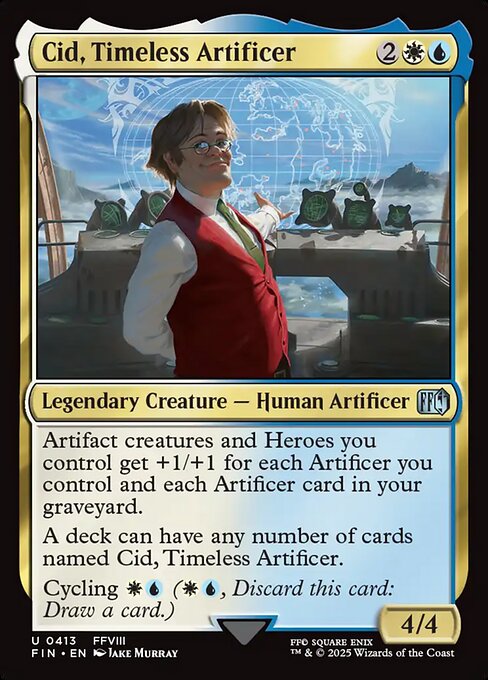 Cid, Timeless Artificer 2
Legendary Creature — Human Artificer FF
Artifact creatures and Heroes you
control get +1/+1 for each Artificer you
control and each Artificer card in your
graveyard.
A deck can have any number of cards
named Cid, Timeless Artificer.
Cycling (, Discard this card:
Draw a card.)
4/4
U 0413 FFVIII
FIN • EN Jake Murray
FF© SQUARE ENIX
™ & © 2025 Wizards of the Coast